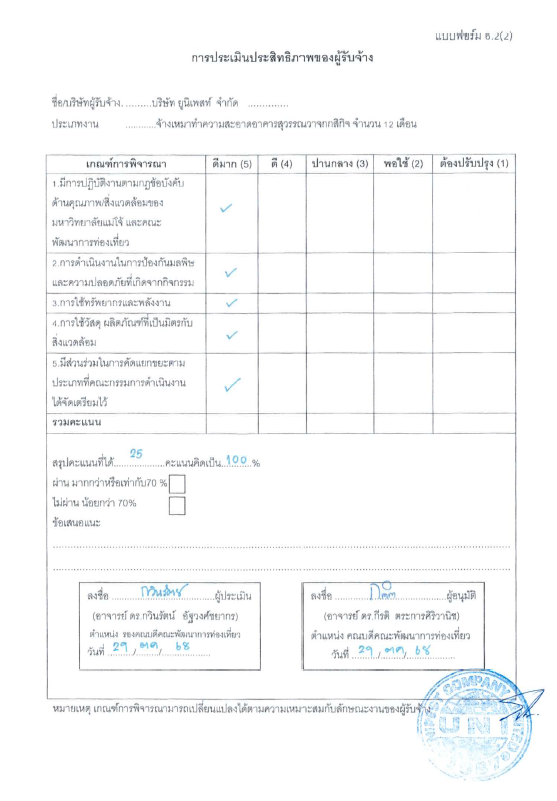 แบบฟอร์ม ธ.2(2)
การประเมินประสิทธิภาพของผู้รับจ้าง
ชื่อ/บริษัทผู้รับจ้าง..........บริษัท ยูนิเพสท์ จำกัด ..............
ประเภทงาน ...........จ้างเหมาทำความสะอาดอาคารสุวรรณวาจกกสิกิจ จำนวน 12 เดือน
เกณฑ์การพิจารณา ดีมาก (5) ดี (4) ปานกลาง (3) พอใช้ (2) ต้องปรับปรุง (1)
1.มีการปฏิบัติงานตามกฎข้อบังคับ
ด้านคุณภาพ/สิ่งแวดล้อมของ
มหาวิทยาลัยแม่โจ้ และคณะ
พัฒนาการท่องเที่ยว ✓
2.การดำเนินงานในการป้องกันมลพิษ
และความปลอดภัยที่เกิดจากกิจกรรม ✓
3.การใช้ทรัพยากรและพลังงาน ✓
4.การใช้วัสดุ ผลิตภัณฑ์ที่เป็นมิตรกับ
สิ่งแวดล้อม ✓
5.มีส่วนร่วมในการคัดแยกขยะตาม
ประเภทที่คณะกรรมการดำเนินงาน
ได้จัดเตรียมไว้ ✓
รวมคะแนน
สรุปคะแนนที่ได้......25......คะแนนคิดเป็น..100..%
ผ่าน มากกว่าหรือเท่ากับ70 %
ไม่ผ่าน น้อยกว่า 70%
ข้อเสนอแนะ
ลงชื่อ ......กวินรัตน์......ผู้ประเมิน
(อาจารย์ ดร.กวินรัตน์ อัฐวงศ์ชยากร)
ตำแหน่ง รองคณบดีคณะพัฒนาการท่องเที่ยว
วันที่ ..29../..ตค../..68..
ลงชื่อ ......กีรติ......ผู้อนุมัติ
(อาจารย์ ดร.กีรติ ตระการศิริวานิช)
ตำแหน่ง คณบดีคณะพัฒนาการท่องเที่ยว
วันที่ ..29../..ตค../..68..
หมายเหตุ เกณฑ์การพิจารณามารถเปลี่ยนแปลงได้ตามความเหมาะสมกับลักษณะงานของผู้รับจ้าง
UNIPEST COMPANY LIMITED
UNI